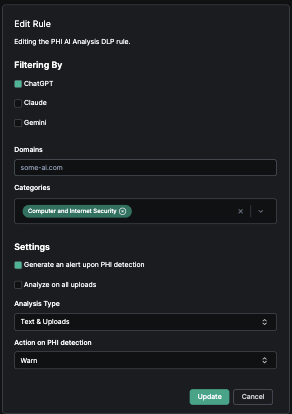 Edit Rule
Editing the PHI AI Analysis DLP rule.
Filtering By
ChatGPT
Claude
Gemini
Domains
some-ai.com
Categories
Computer and Internet Security
Settings
Generate an alert upon PHI detection
Analyze on all uploads
Analysis Type
Text & Uploads
Action on PHI detection
Warn
Update Cancel